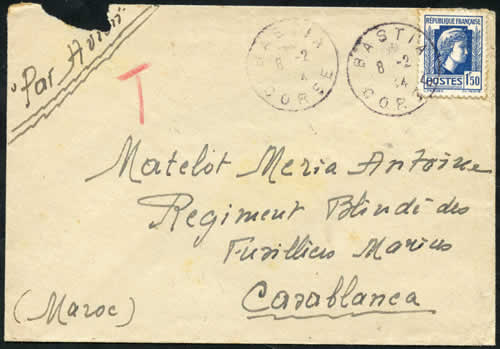 "Par Avion"
T
BASTIA
8 -2
CORSE
BASTIA
8 -2
CORSE
RÉPUBLIQUE FRANÇAISE
POSTES 1F50
Matelot Meria Antoine
Regiment Blindé des
Fusilliers Marins
Casablanca
(Maroc)